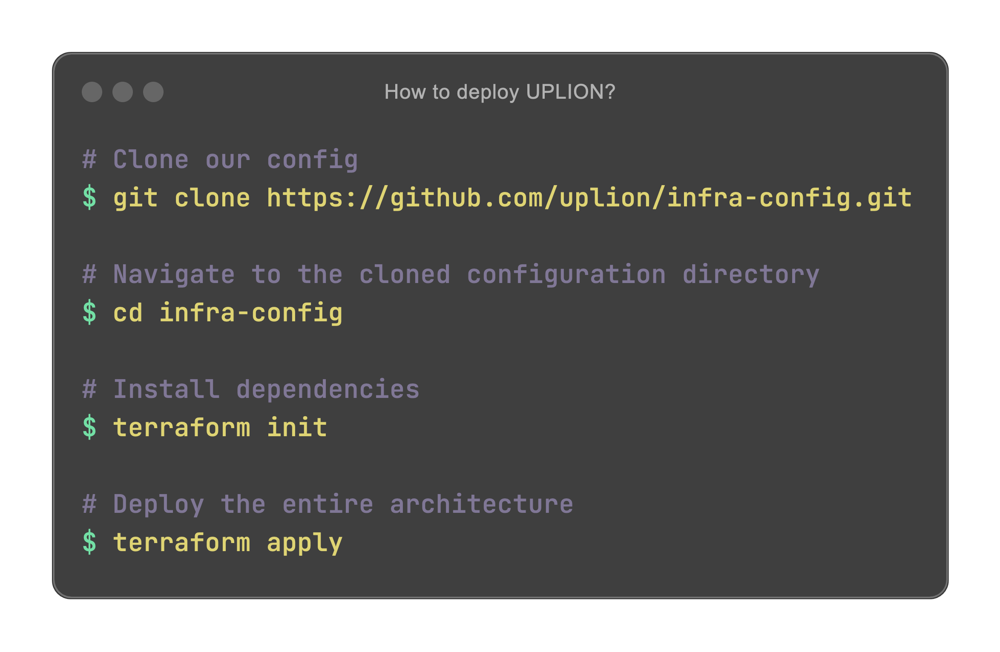 How to deploy UPLION?
# Clone our config
$ git clone https://github.com/uplion/infra-config.git
# Navigate to the cloned configuration directory
$ cd infra-config
# Install dependencies
$ terraform init
# Deploy the entire architecture
$ terraform apply